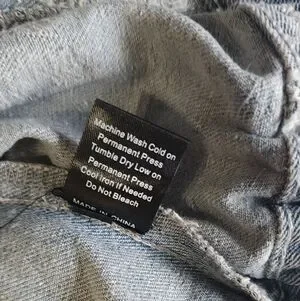 Machine Wash Cold on
Permanent Press
Tumble Dry Low on
Permanent Press
Cool iron If Needed
Do Not Bleach
MADE IN CHINA